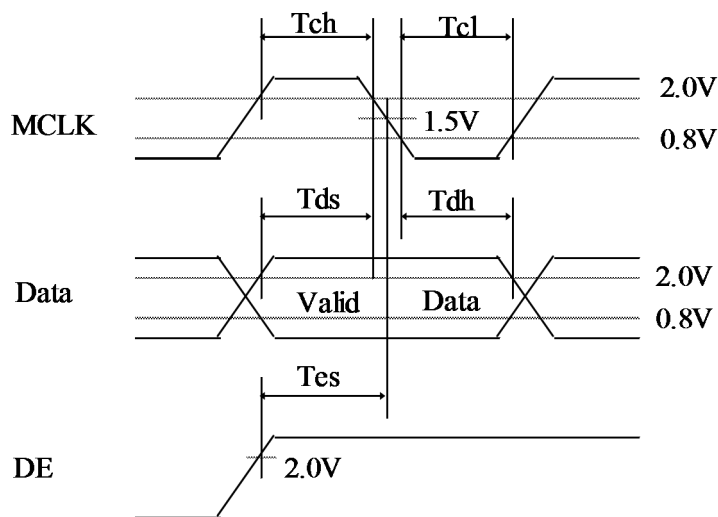 Tch Tcl
2.0V
MCLK 1.5V
0.8V
Tds Tdh
Data 2.0V
Valid Data
0.8V
Tes
DE 2.0V